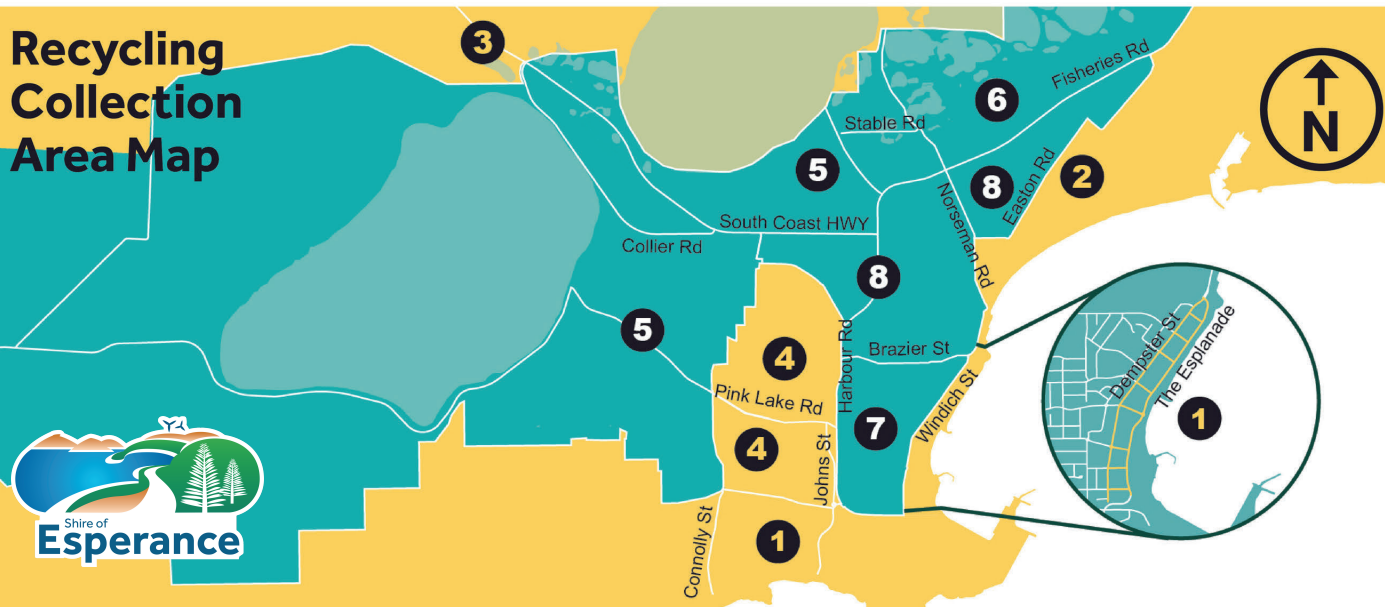 Recycling
Collection
Area Map
3
N
6
Fisheries Rd
Stable Rd
5
8
Easton Rd
2
Norseman Rd
South Coast HWY
Collier Rd
8
5
4
Harbour Rd
Brazier St
Dempster St
The Esplanade
1
Pink Lake Rd
Windich St
7
4
Johns St
Connolly St
1
Shire of
Esperance